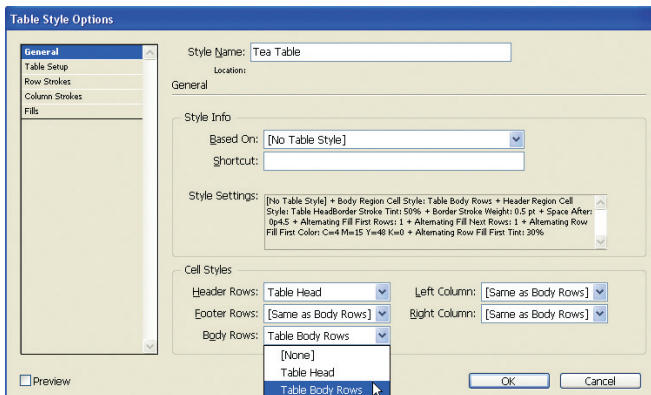 Table Style Options
General
Table Setup
Row Strokes
Column Strokes
Fills
Style Name: Tea Table
Location:
General
Style Info
Based On: [No Table Style]
Shortcut:
Style Settings: [No Table Style] + Body Region Cell Style: Table Body Rows + Header Region Cell
Style: Table HeadBorder Stroke Tint: 50% + Border Stroke Weight: 0.5 pt + Space After:
0p4.5 + Alternating Fill First Rows: 1 + Alternating Fill Next Rows: 1 + Alternating Row
Fill First Color: C=4 M=15 Y=48 K=0 + Alternating Row Fill First Tint: 30%
Cell Styles
Header Rows: Table Head Left Column: [Same as Body Rows]
Footer Rows: [Same as Body Rows] Right Column: [Same as Body Rows]
Body Rows: Table Body Rows
[None]
Table Head
Table Body Rows
Preview
OK Cancel